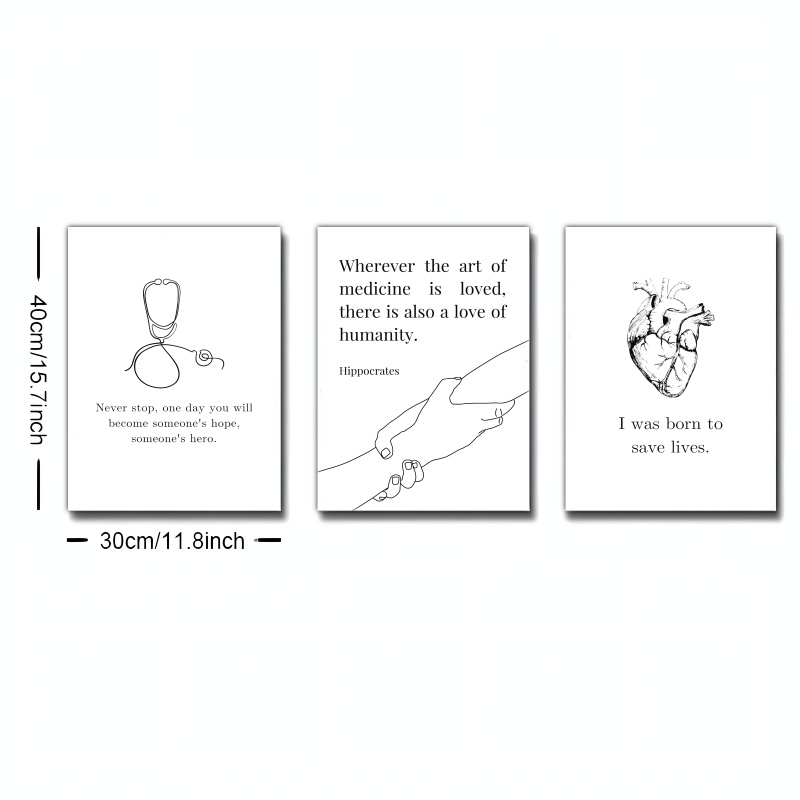 40cm/15.7inch
Never stop, one day you will
become someone's hope,
someone's hero.
Wherever the art of
medicine is loved,
there is also a love of
humanity.
Hippocrates
I was born to
save lives.
30cm/11.8inch